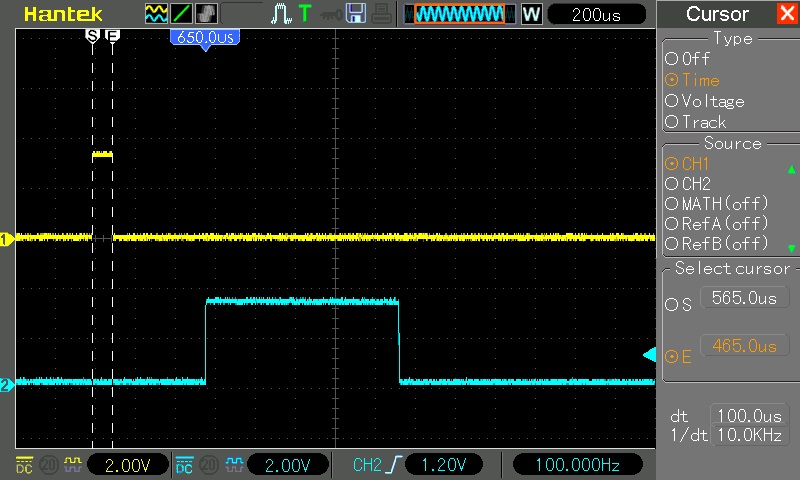 Hantek T W 200us Cursor
S E 650.0us
Type
Off
Time
Voltage
Track
Source
CH1
CH2
MATH(off)
RefA(off)
RefB(off)
Select cursor
S 565.0us
E 465.0us
dt 100.0us
1/dt 10.0KHz
1
2
DC 20 2.00V DC 20 2.00V CH2 1.20V 100.000Hz